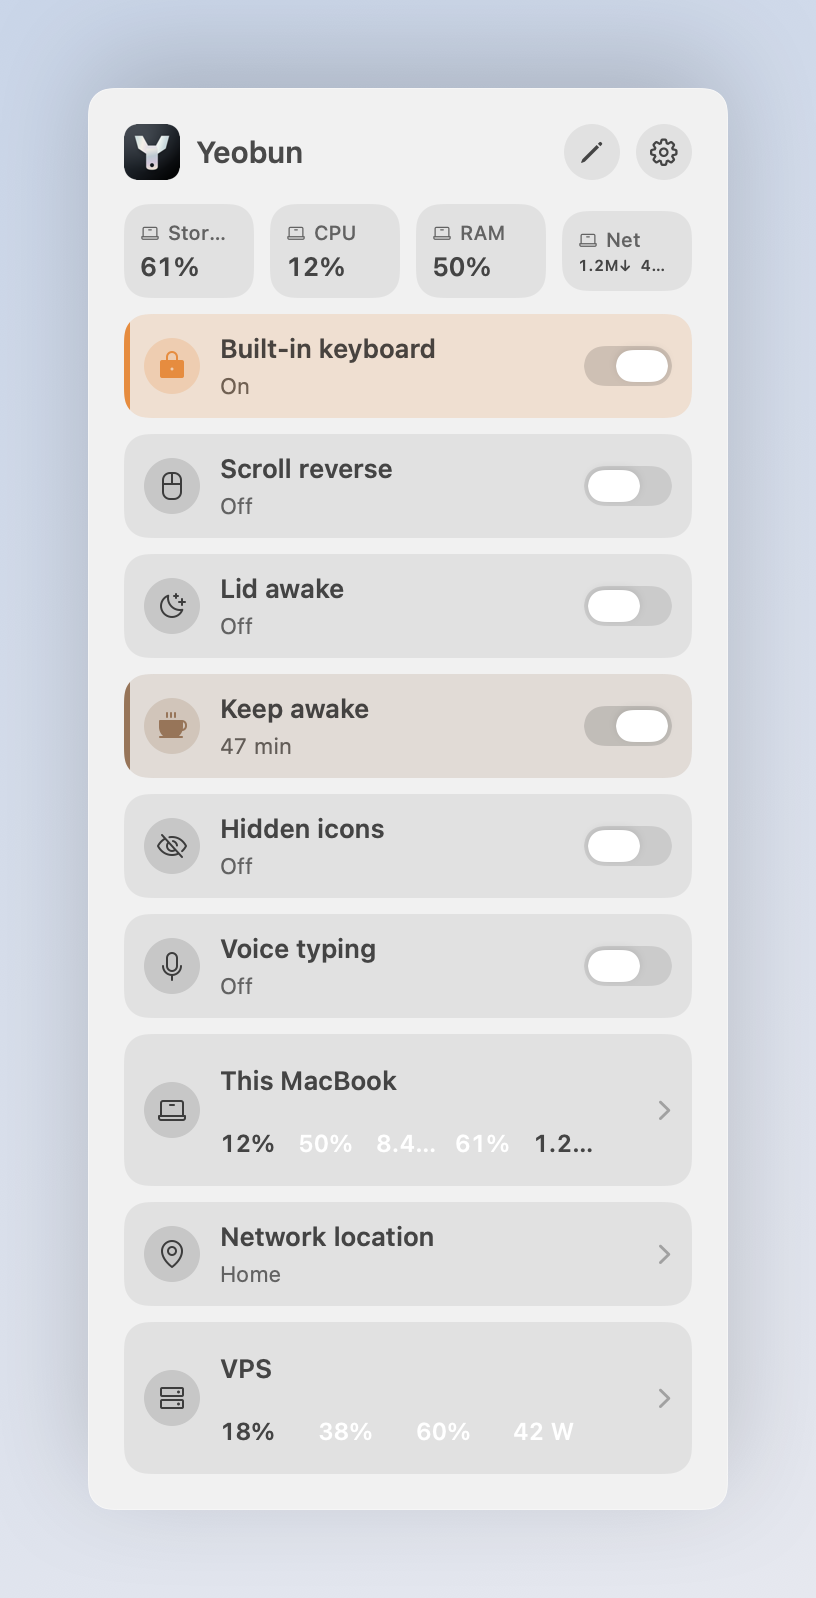 Yeobun
Stor... CPU RAM Net
61% 12% 50% 1.2M↓ 4...
Built-in keyboard
On
Scroll reverse
Off
Lid awake
Off
Keep awake
47 min
Hidden icons
Off
Voice typing
Off
This MacBook
12% 50% 8.4... 61% 1.2...
Network location
Home
VPS
18% 38% 60% 42 W